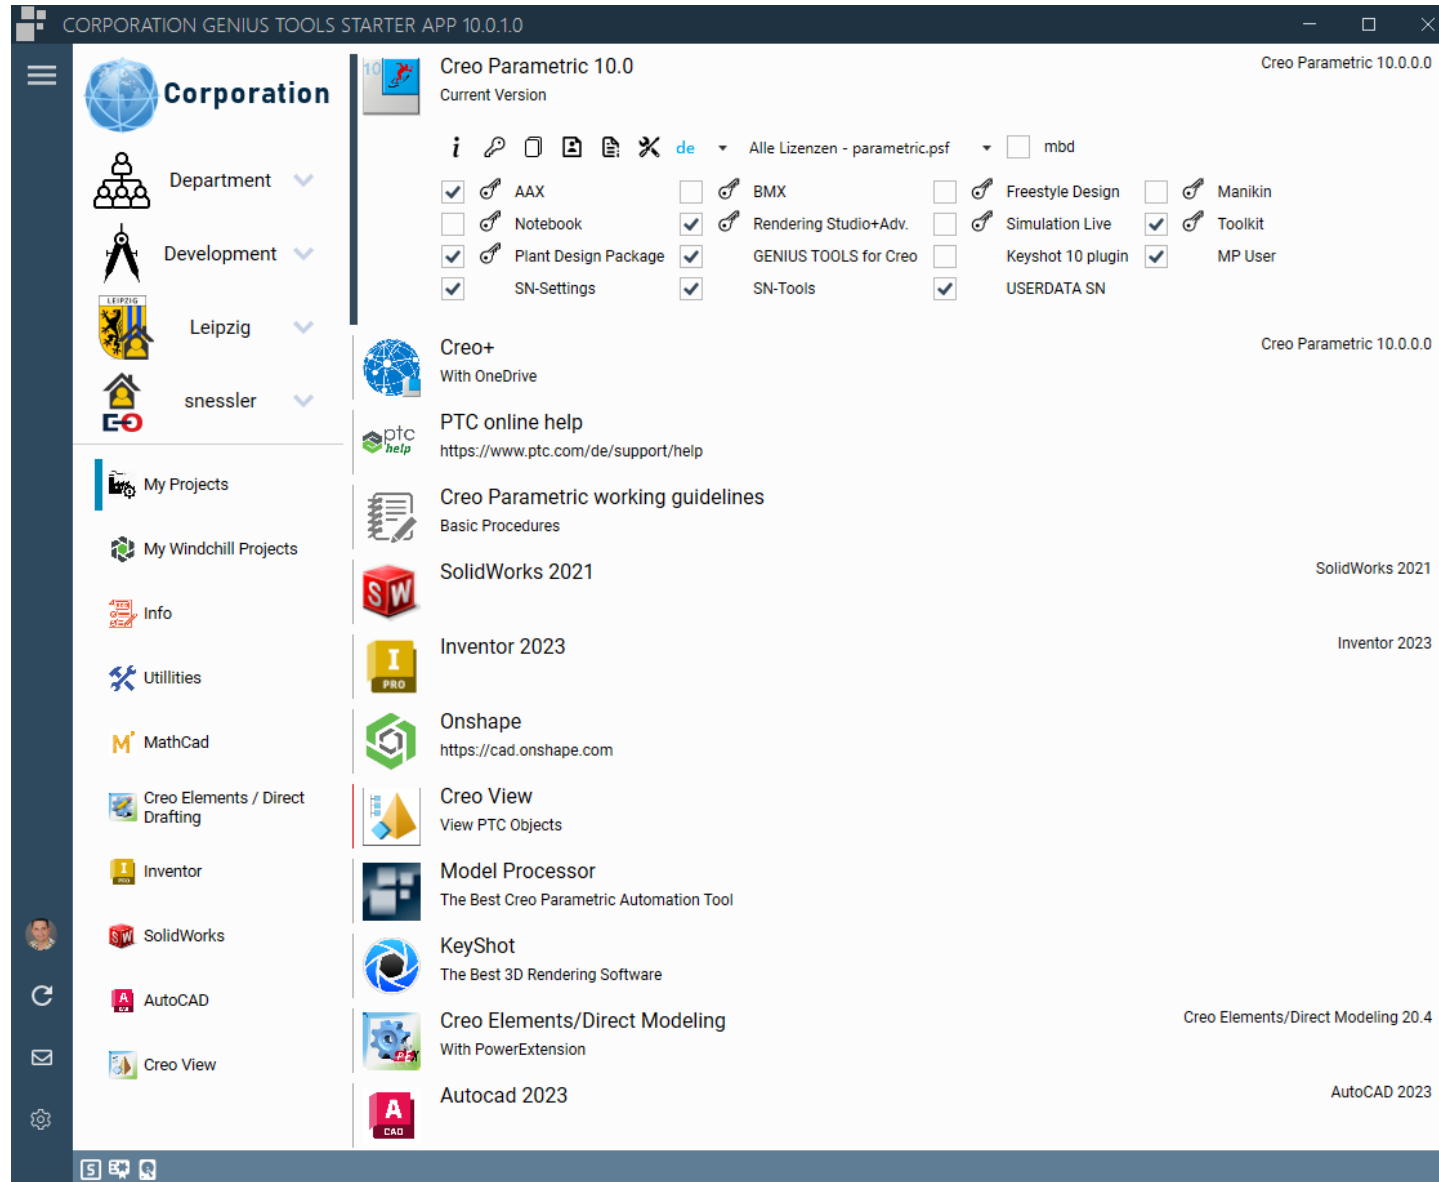 CORPORATION GENIUS TOOLS STARTER APP 10.0.1.0
Corporation
Department
Development
LEIPZIG
Leipzig
snessler
My Projects
My Windchill Projects
Info
Utillities
MathCad
Creo Elements / Direct
Drafting
Inventor
SolidWorks
AutoCAD
Creo View
10
Creo Parametric 10.0
Creo Parametric 10.0.0.0
Current Version
de
Alle Lizenzen - parametric.psf
mbd
AAX
BMX
Freestyle Design
Manikin
Notebook
Rendering Studio+Adv.
Simulation Live
Toolkit
Plant Design Package
GENIUS TOOLS for Creo
Keyshot 10 plugin
MP User
SN-Settings
SN-Tools
USERDATA SN
Creo+
Creo Parametric 10.0.0.0
With OneDrive
ptc
help
PTC online help
https://www.ptc.com/de/support/help
Creo Parametric working guidelines
Basic Procedures
SW
SolidWorks 2021
SolidWorks 2021
I
PRO
Inventor 2023
Inventor 2023
Onshape
https://cad.onshape.com
Creo View
View PTC Objects
Model Processor
The Best Creo Parametric Automation Tool
KeyShot
The Best 3D Rendering Software
Creo Elements/Direct Modeling
Creo Elements/Direct Modeling 20.4
With PowerExtension
A
CAD
Autocad 2023
AutoCAD 2023